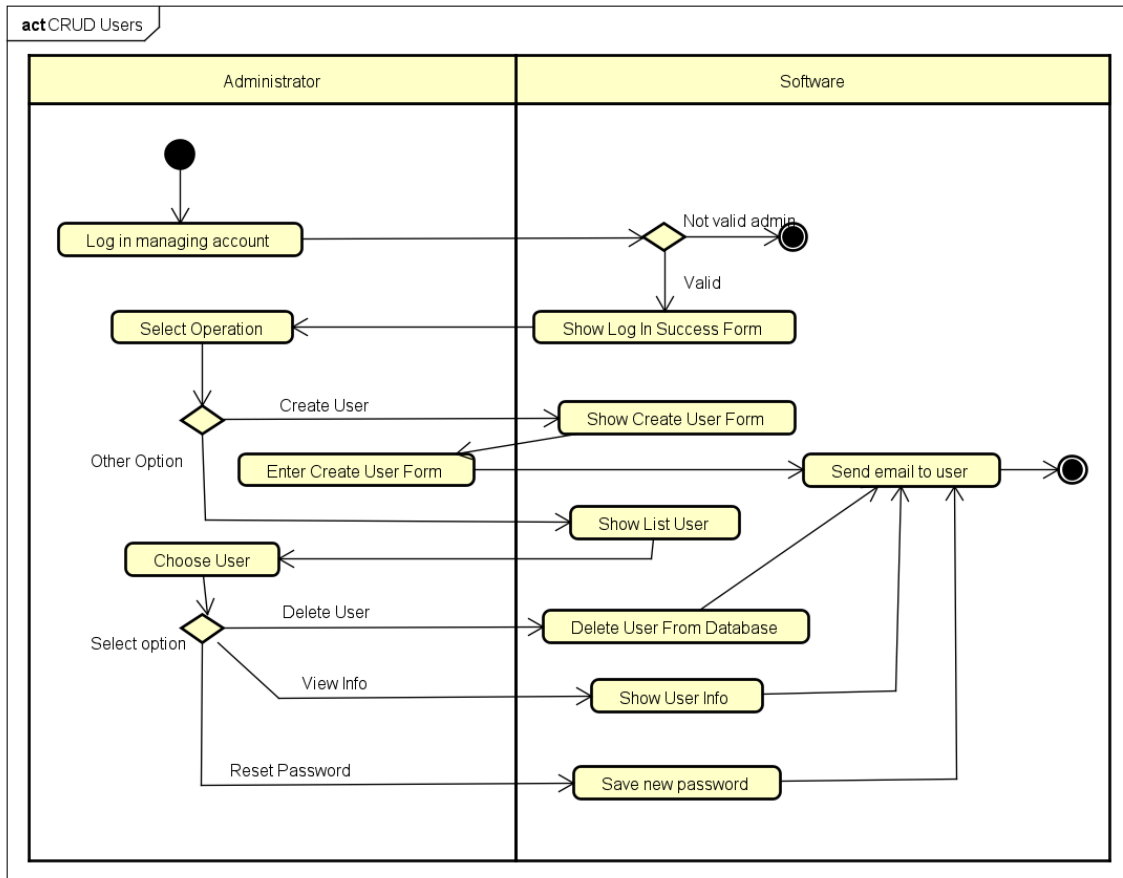 act CRUD Users
Administrator
Software
Not valid admin
Log in managing account
Valid
Select Operation
Show Log In Success Form
Create User
Show Create User Form
Other Option
Enter Create User Form
Send email to user
Show List User
Choose User
Delete User
Delete User From Database
Select option
View Info
Show User Info
Reset Password
Save new password